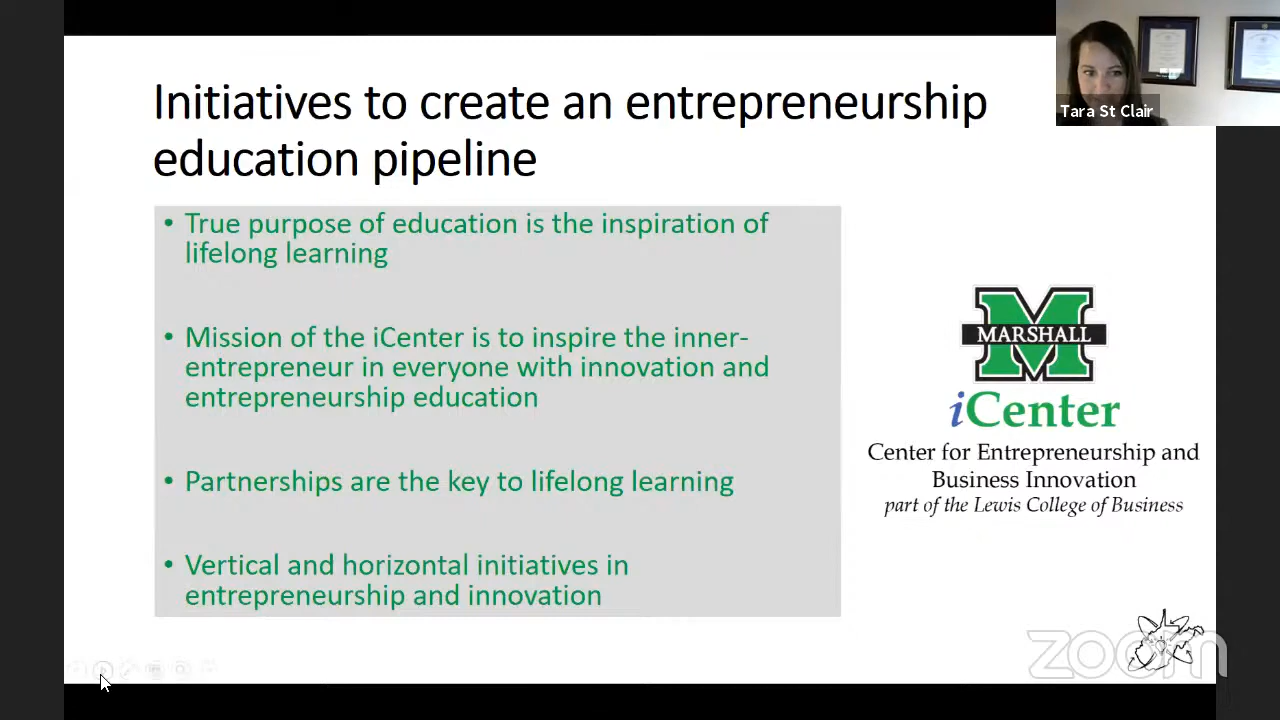 Initiatives to create an entrepreneurship
education pipeline
• True purpose of education is the inspiration of
lifelong learning
• Mission of the iCenter is to inspire the inner-
entrepreneur in everyone with innovation and
entrepreneurship education
• Partnerships are the key to lifelong learning
• Vertical and horizontal initiatives in
entrepreneurship and innovation
MARSHALL
iCenter
Center for Entrepreneurship and
Business Innovation
part of the Lewis College of Business
Tara St Clair
zoom